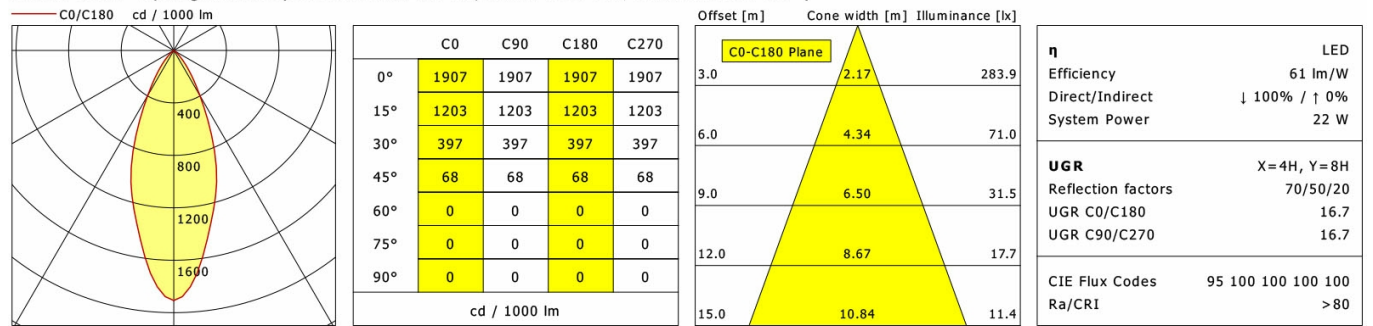 C0/C180 cd / 1000 lm
400
800
1200
1600
C0 C90 C180 C270
0° 1907 1907 1907 1907
15° 1203 1203 1203 1203
30° 397 397 397 397
45° 68 68 68 68
60° 0 0 0 0
75° 0 0 0 0
90° 0 0 0 0
cd / 1000 lm
Offset [m] Cone width [m] Illuminance [lx]
C0-C180 Plane
3.0 2.17 283.9
6.0 4.34 71.0
9.0 6.50 31.5
12.0 8.67 17.7
15.0 10.84 11.4
η LED
Efficiency 61 lm/W
Direct/Indirect ↓ 100% / ↑ 0%
System Power 22 W
UGR X=4H, Y=8H
Reflection factors 70/50/20
UGR C0/C180 16.7
UGR C90/C270 16.7
CIE Flux Codes 95 100 100 100 100
Ra/CRI >80